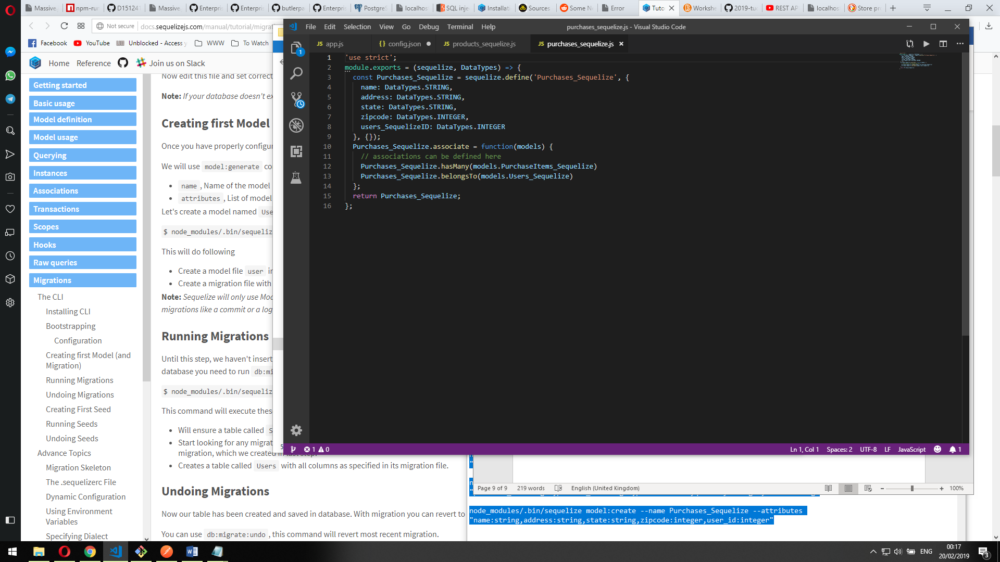 Massive.
npm-rur
D15124
Massive.
Enterpris
Enterpris
butlerpa
Enterpris
PostgreS
localhos
SQL inje
Installati
Sources
Some Ne
Error
Tuto
Worksha
2019-tud
REST AP
localhos
Store pr
Not secure
docs.sequelizejs.com/manual/tutorial/migrat
Facebook
YouTube
Unblocked - Access y
WWW
To Watch
Home
Reference
Join us on Slack
Getting started
Basic usage
Model definition
Model usage
Querying
Instances
Associations
Transactions
Scopes
Hooks
Raw queries
Migrations
The CLI
Installing CLI
Bootstrapping
Configuration
Creating first Model (and
Migration)
Running Migrations
Undoing Migrations
Creating First Seed
Running Seeds
Undoing Seeds
Advance Topics
Migration Skeleton
The .sequelizerc File
Dynamic Configuration
Using Environment
Variables
Specifying Dialect
Now edit this file and set correct
Note: If your database doesn't ex
Creating first Model
Once you have properly configur
We will use model:generate co
name , Name of the model
attributes , List of model
Let's create a model named Use
$ node_modules/.bin/sequeliz
This will do following
Create a model file user in
Create a migration file with
Note: Sequelize will only use Mod
migrations like a commit or a log
Running Migrations
Until this step, we haven't insert
database you need to run db:mi
$ node_modules/.bin/sequeliz
This command will execute these
Will ensure a table called S
Start looking for any migrat
migration, which we created in last step.
Creates a table called Users with all columns as specified in its migration file.
Undoing Migrations
Now our table has been created and saved in database. With migration you can revert to
You can use db:migrate:undo , this command will revert most recent migration.
File Edit Selection View Go Debug Terminal Help
purchases_sequelize.js - Visual Studio Code
1
JS app.js
{} config.json
JS products_sequelize.js
JS purchases_sequelize.js
1 'use strict';
2 module.exports = (sequelize, DataTypes) => {
3 const Purchases_Sequelize = sequelize.define('Purchases_Sequelize', {
4 name: DataTypes.STRING,
5 address: DataTypes.STRING,
6 state: DataTypes.STRING,
7 zipcode: DataTypes.INTEGER,
8 users_SequelizeID: DataTypes.INTEGER
9 }, {});
10 Purchases_Sequelize.associate = function(models) {
11 // associations can be defined here
12 Purchases_Sequelize.hasMany(models.PurchaseItems_Sequelize)
13 Purchases_Sequelize.belongsTo(models.Users_Sequelize)
14 };
15 return Purchases_Sequelize;
16 };
1 0
Ln 1, Col 1 Spaces: 2 UTF-8 LF JavaScript 1
Page 9 of 9 219 words English (United Kingdom) 100%
node_modules/.bin/sequelize model:create --name Purchases_Sequelize --attributes
"name:string,address:string,state:string,zipcode:integer,user_id:integer"
ENG
00:17
20/02/2019
3